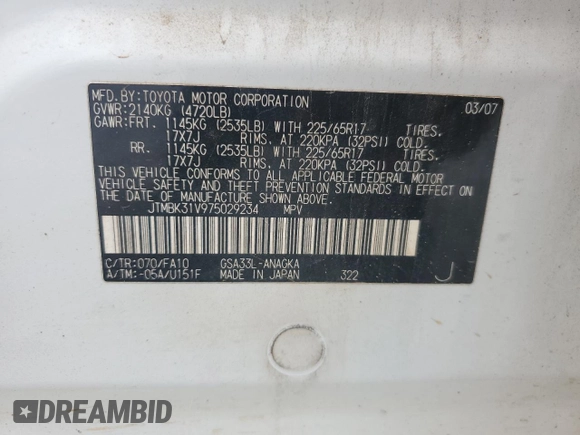 MFD.BY:TOYOTA MOTOR CORPORATION 03/07
GVWR:2140KG (4720LB)
GAWR:FRT. 1145KG (2535LB) WITH 225/65R17 TIRES.
17X7J RIMS. AT 220KPA (32PSI) COLD.
RR. 1145KG (2535LB) WITH 225/65R17 TIRES.
17X7J RIMS. AT 220KPA (32PSI) COLD.
THIS VEHICLE CONFORMS TO ALL APPLICABLE FEDERAL MOTOR
VEHICLE SAFETY AND THEFT PREVENTION STANDARDS IN EFFECT ON
THE DATE OF MANUFACTURE SHOWN ABOVE.
JTMBK31V975029234 MPV
C/TR:070/FA10 GSA33L-ANAGKA
A/TM:-05A/U151F MADE IN JAPAN 322 J
DREAMBID